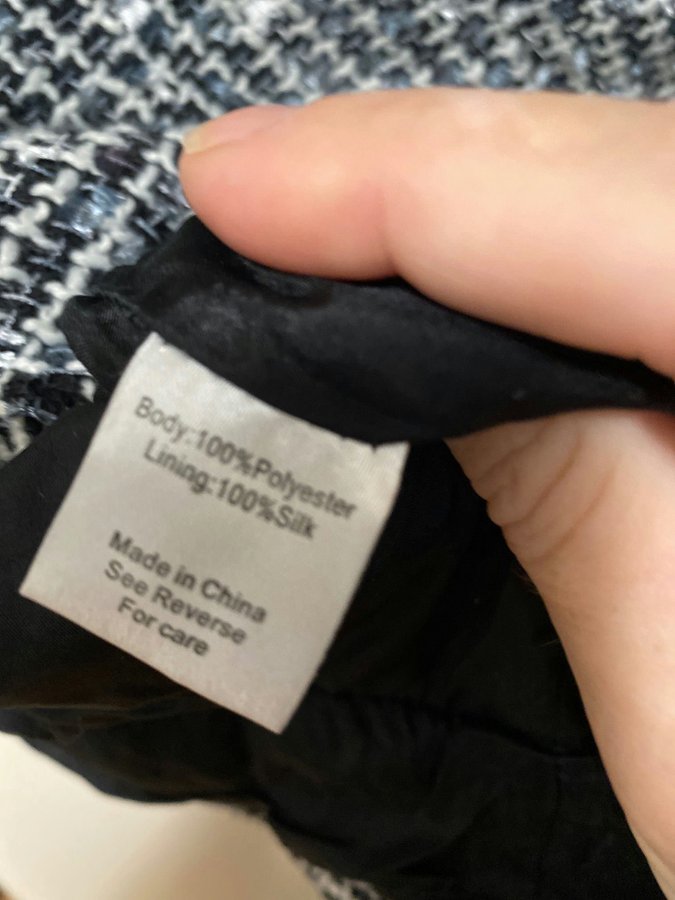 Body:100%Polyester
Lining:100%Silk
Made in China
See Reverse
For care